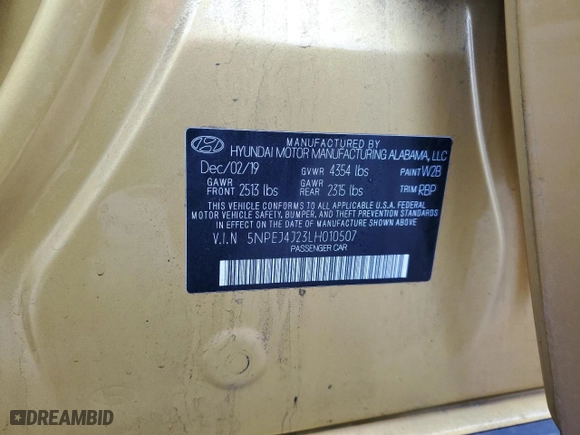 MANUFACTURED BY
HYUNDAI MOTOR MANUFACTURING ALABAMA, LLC
Dec/02/19 GVWR 4354 lbs PAINT W2B
GAWR FRONT 2513 lbs GAWR REAR 2315 lbs TRIM RBP
THIS VEHICLE CONFORMS TO ALL APPLICABLE U.S.A. FEDERAL
MOTOR VEHICLE SAFETY, BUMPER, AND THEFT PREVENTION STANDARDS
IN EFFECT ON THE DATE OF MANUFACTURE SHOWN ABOVE.
V.I.N 5NPEJ4J23LH010507
PASSENGER CAR
DREAMBID